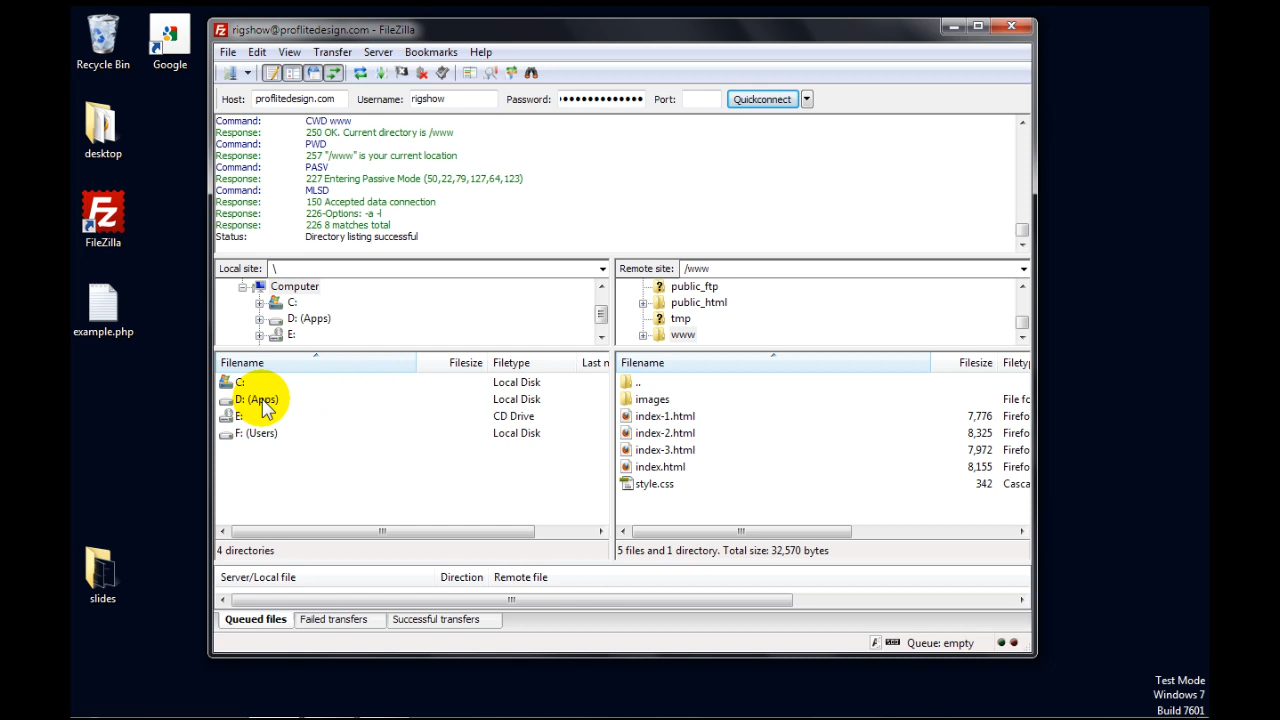 Recycle Bin
Google
desktop
FileZilla
example.php
slides
rigshow@proflitedesign.com - FileZilla
File Edit View Transfer Server Bookmarks Help
Host: proflitedesign.com Username: rigshow Password: ●●●●●●●●●●●●●● Port: Quickconnect
Command: CWD www
Response: 250 OK. Current directory is /www
Command: PWD
Response: 257 "/www" is your current location
Command: PASV
Response: 227 Entering Passive Mode (50,22,79,127,64,123)
Command: MLSD
Response: 150 Accepted data connection
Response: 226-Options: -a -l
Response: 226 8 matches total
Status: Directory listing successful
Local site: \
Computer
C:
D: (Apps)
E:
Remote site: /www
public_ftp
public_html
tmp
www
Filename Filesize Filetype Last n
C: Local Disk
D: (Apps) Local Disk
E: CD Drive
F: (Users) Local Disk
4 directories
Filename Filesize Filety
..
images File fc
index-1.html 7,776 Firefo
index-2.html 8,325 Firefo
index-3.html 7,972 Firefo
index.html 8,155 Firefo
style.css 342 Casca
5 files and 1 directory. Total size: 32,570 bytes
Server/Local file Direction Remote file
Queued files Failed transfers Successful transfers
Queue: empty
Test Mode
Windows 7
Build 7601